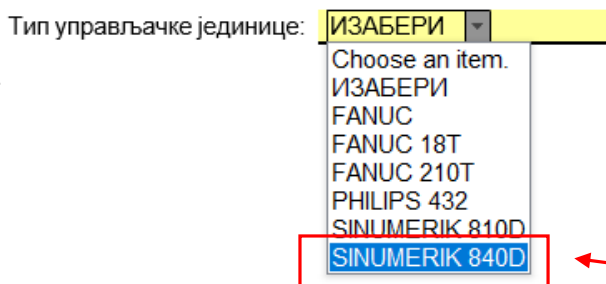 Тип управљачке јединице: ИЗАБЕРИ
Choose an item.
ИЗАБЕРИ
FANUC
FANUC 18T
FANUC 210T
PHILIPS 432
SINUMERIK 810D
SINUMERIK 840D